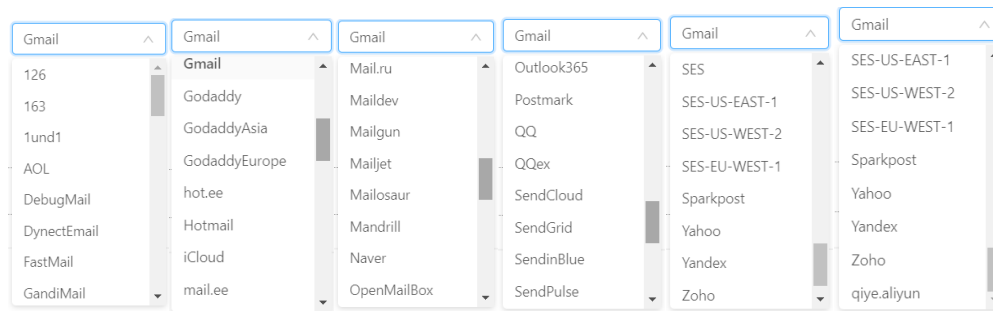 Gmail
126
163
1und1
AOL
DebugMail
DynectEmail
FastMail
GandiMail
Gmail
Gmail
Godaddy
GodaddyAsia
GodaddyEurope
hot.ee
Hotmail
iCloud
mail.ee
Gmail
Mail.ru
Maildev
Mailgun
Mailjet
Mailosaur
Mandrill
Naver
OpenMailBox
Gmail
Outlook365
Postmark
QQ
QQex
SendCloud
SendGrid
SendinBlue
SendPulse
Gmail
SES
SES-US-EAST-1
SES-US-WEST-2
SES-EU-WEST-1
Sparkpost
Yahoo
Yandex
Zoho
Gmail
SES-US-EAST-1
SES-US-WEST-2
SES-EU-WEST-1
Sparkpost
Yahoo
Yandex
Zoho
qiye.aliyun